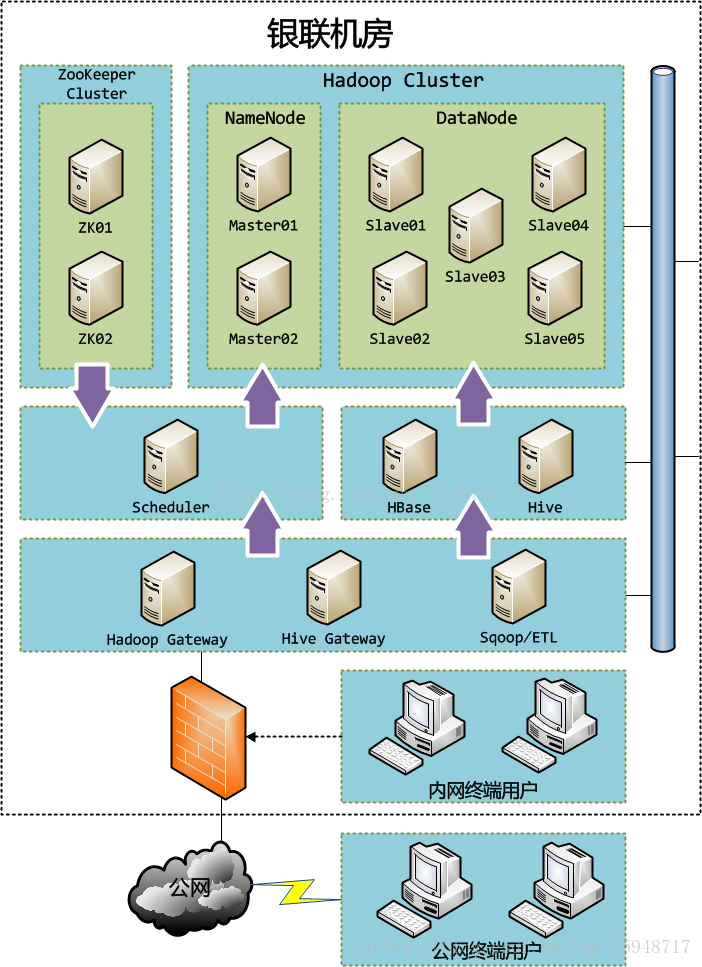 银联机房
ZooKeeper
Cluster
Hadoop Cluster
NameNode
DataNode
ZK01
Master01
Slave01
Slave04
Slave03
ZK02
Master02
Slave02
Slave05
Scheduler
HBase
Hive
Hadoop Gateway
Hive Gateway
Sqoop/ETL
内网终端用户
公网
公网终端用户